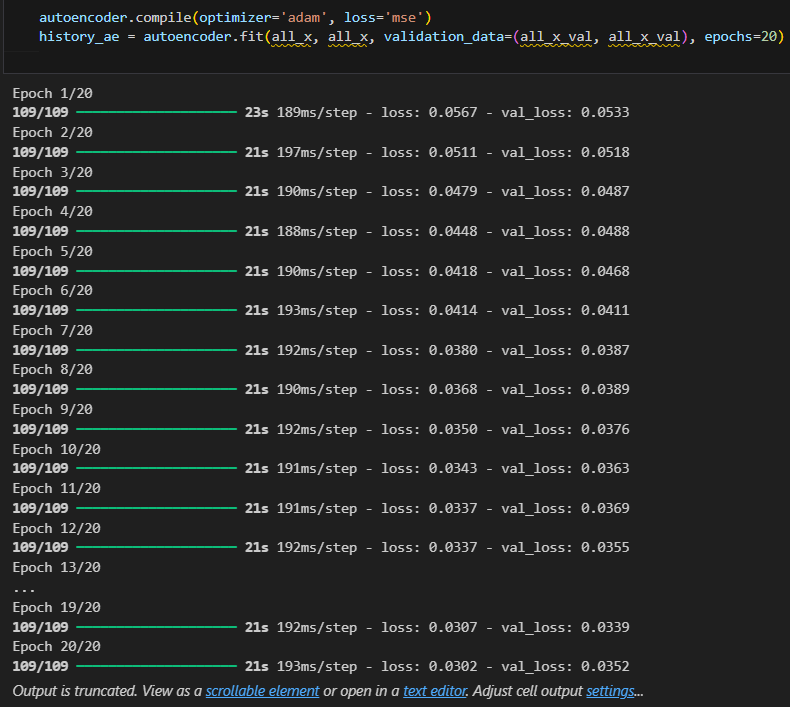 autoencoder.compile(optimizer='adam', loss='mse')
history_ae = autoencoder.fit(all_x, all_x, validation_data=(all_x_val, all_x_val), epochs=20)
Epoch 1/20
109/109 ━━━━━━━━━━━━━━━━━━━━ 23s 189ms/step - loss: 0.0567 - val_loss: 0.0533
Epoch 2/20
109/109 ━━━━━━━━━━━━━━━━━━━━ 21s 197ms/step - loss: 0.0511 - val_loss: 0.0518
Epoch 3/20
109/109 ━━━━━━━━━━━━━━━━━━━━ 21s 190ms/step - loss: 0.0479 - val_loss: 0.0487
Epoch 4/20
109/109 ━━━━━━━━━━━━━━━━━━━━ 21s 188ms/step - loss: 0.0448 - val_loss: 0.0488
Epoch 5/20
109/109 ━━━━━━━━━━━━━━━━━━━━ 21s 190ms/step - loss: 0.0418 - val_loss: 0.0468
Epoch 6/20
109/109 ━━━━━━━━━━━━━━━━━━━━ 21s 193ms/step - loss: 0.0414 - val_loss: 0.0411
Epoch 7/20
109/109 ━━━━━━━━━━━━━━━━━━━━ 21s 192ms/step - loss: 0.0380 - val_loss: 0.0387
Epoch 8/20
109/109 ━━━━━━━━━━━━━━━━━━━━ 21s 190ms/step - loss: 0.0368 - val_loss: 0.0389
Epoch 9/20
109/109 ━━━━━━━━━━━━━━━━━━━━ 21s 192ms/step - loss: 0.0350 - val_loss: 0.0376
Epoch 10/20
109/109 ━━━━━━━━━━━━━━━━━━━━ 21s 191ms/step - loss: 0.0343 - val_loss: 0.0363
Epoch 11/20
109/109 ━━━━━━━━━━━━━━━━━━━━ 21s 191ms/step - loss: 0.0337 - val_loss: 0.0369
Epoch 12/20
109/109 ━━━━━━━━━━━━━━━━━━━━ 21s 192ms/step - loss: 0.0337 - val_loss: 0.0355
Epoch 13/20
...
Epoch 19/20
109/109 ━━━━━━━━━━━━━━━━━━━━ 21s 192ms/step - loss: 0.0307 - val_loss: 0.0339
Epoch 20/20
109/109 ━━━━━━━━━━━━━━━━━━━━ 21s 193ms/step - loss: 0.0302 - val_loss: 0.0352
Output is truncated. View as a scrollable element or open in a text editor. Adjust cell output settings...